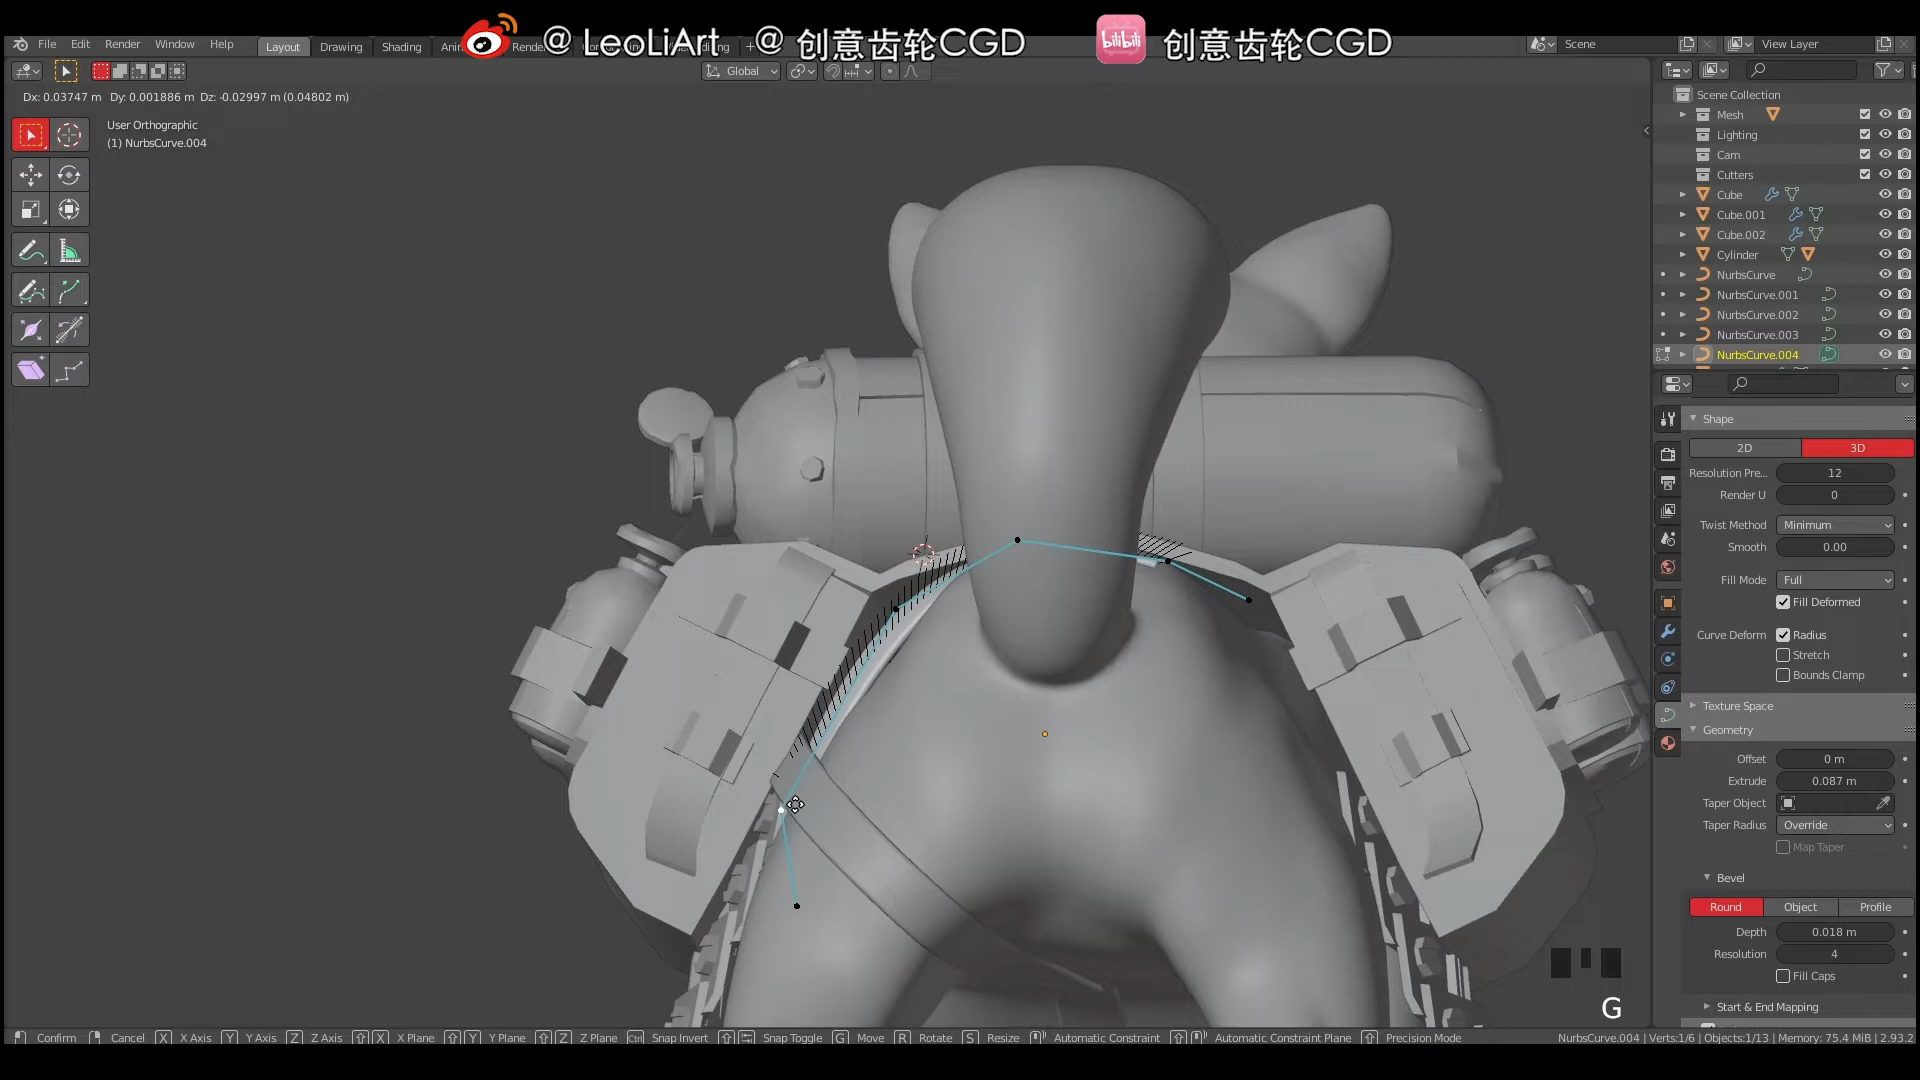 @ LeoLiArt @ 创意齿轮CGD bilibili 创意齿轮CGD
File Edit Render Window Help Layout Drawing Shading
Scene View Layer
Global
Dx: 0.03747 m Dy: 0.001886 m Dz: -0.02997 m (0.04802 m)
User Orthographic
(1) NurbsCurve.004
Scene Collection
Mesh
Lighting
Cam
Cutters
Cube
Cube.001
Cube.002
Cylinder
NurbsCurve
NurbsCurve.001
NurbsCurve.002
NurbsCurve.003
NurbsCurve.004
Shape
2D 3D
Resolution Pre... 12
Render U 0
Twist Method Minimum
Smooth 0.00
Fill Mode Full
Fill Deformed
Curve Deform Radius
Stretch
Bounds Clamp
Texture Space
Geometry
Offset 0 m
Extrude 0.087 m
Taper Object
Taper Radius Override
Map Taper
Bevel
Round Object Profile
Depth 0.018 m
Resolution 4
Fill Caps
Start & End Mapping
G
Confirm Cancel X X Axis Y Y Axis Z Z Axis X X Plane Y Y Plane Z Z Plane Ctrl Snap Invert Snap Toggle G Move R Rotate S Resize Automatic Constraint Automatic Constraint Plane Precision Mode NurbsCurve.004 | Verts:1/6 | Objects:1/13 | Memory: 75.4 MiB | 2.93.2